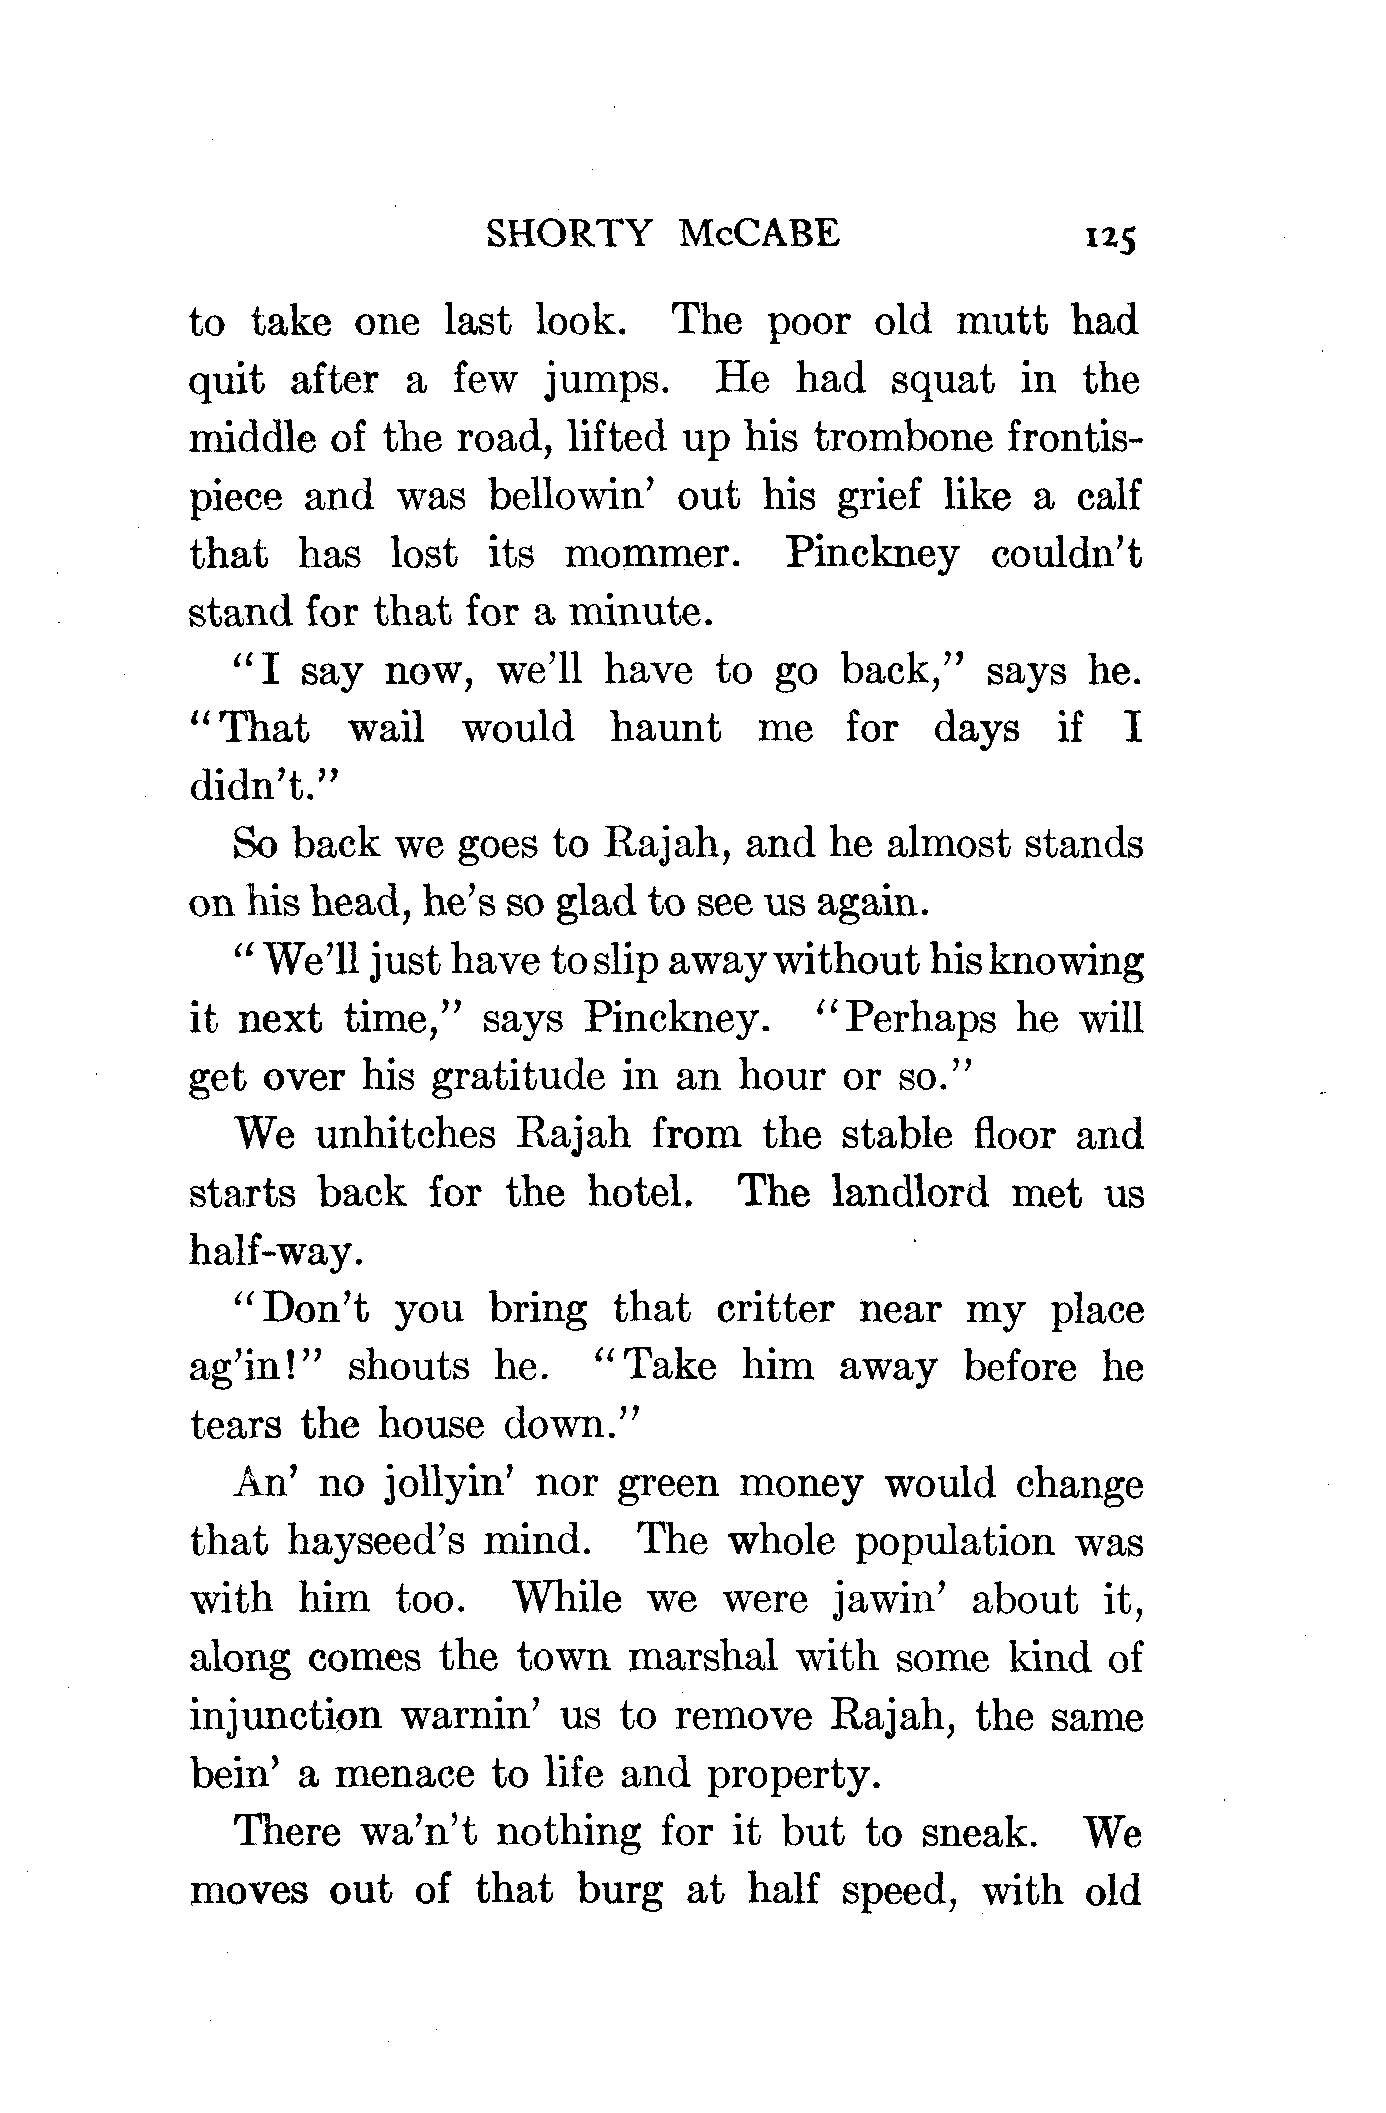 SHORTY McCABE 125
to take one last look. The poor old mutt had
quit after a few jumps. He had squat in the
middle of the road, lifted up his trombone frontis-
piece and was bellowin' out his grief like a calf
that has lost its mommer. Pinckney couldn't
stand for that for a minute.
"I say now, we'll have to go back," says he.
"That wail would haunt me for days if I
didn't."
So back we goes to Rajah, and he almost stands
on his head, he's so glad to see us again.
"We'll just have to slip away without his knowing
it next time," says Pinckney. "Perhaps he will
get over his gratitude in an hour or so."
We unhitches Rajah from the stable floor and
starts back for the hotel. The landlord met us
half-way.
"Don't you bring that critter near my place
ag'in!" shouts he. "Take him away before he
tears the house down."
An' no jollyin' nor green money would change
that hayseed's mind. The whole population was
with him too. While we were jawin' about it,
along comes the town marshal with some kind of
injunction warnin' us to remove Rajah, the same
bein' a menace to life and property.
There wa'n't nothing for it but to sneak. We
moves out of that burg at half speed, with old